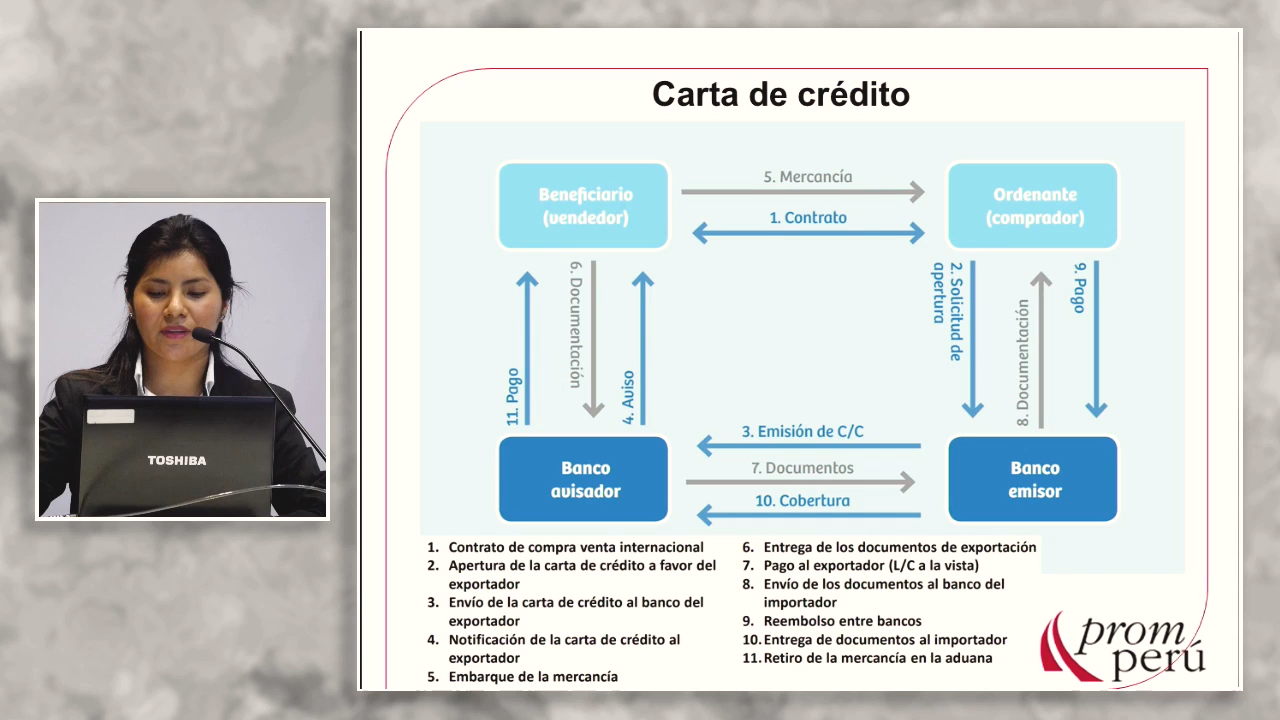 Carta de crédito
Beneficiario
(vendedor)
5. Mercancía
1. Contrato
Ordenante
(comprador)
11. Pago
6. Documentación
4. Aviso
2. Solicitud de
apertura
8. Documentación
9. Pago
Banco
avisador
3. Emisión de C/C
7. Documentos
10. Cobertura
Banco
emisor
1. Contrato de compra venta internacional
2. Apertura de la carta de crédito a favor del
exportador
3. Envío de la carta de crédito al banco del
exportador
4. Notificación de la carta de crédito al
exportador
5. Embarque de la mercancía
6. Entrega de los documentos de exportación
7. Pago al exportador (L/C a la vista)
8. Envío de los documentos al banco del
importador
9. Reembolso entre bancos
10. Entrega de documentos al importador
11. Retiro de la mercancía en la aduana
prom
perú
TOSHIBA